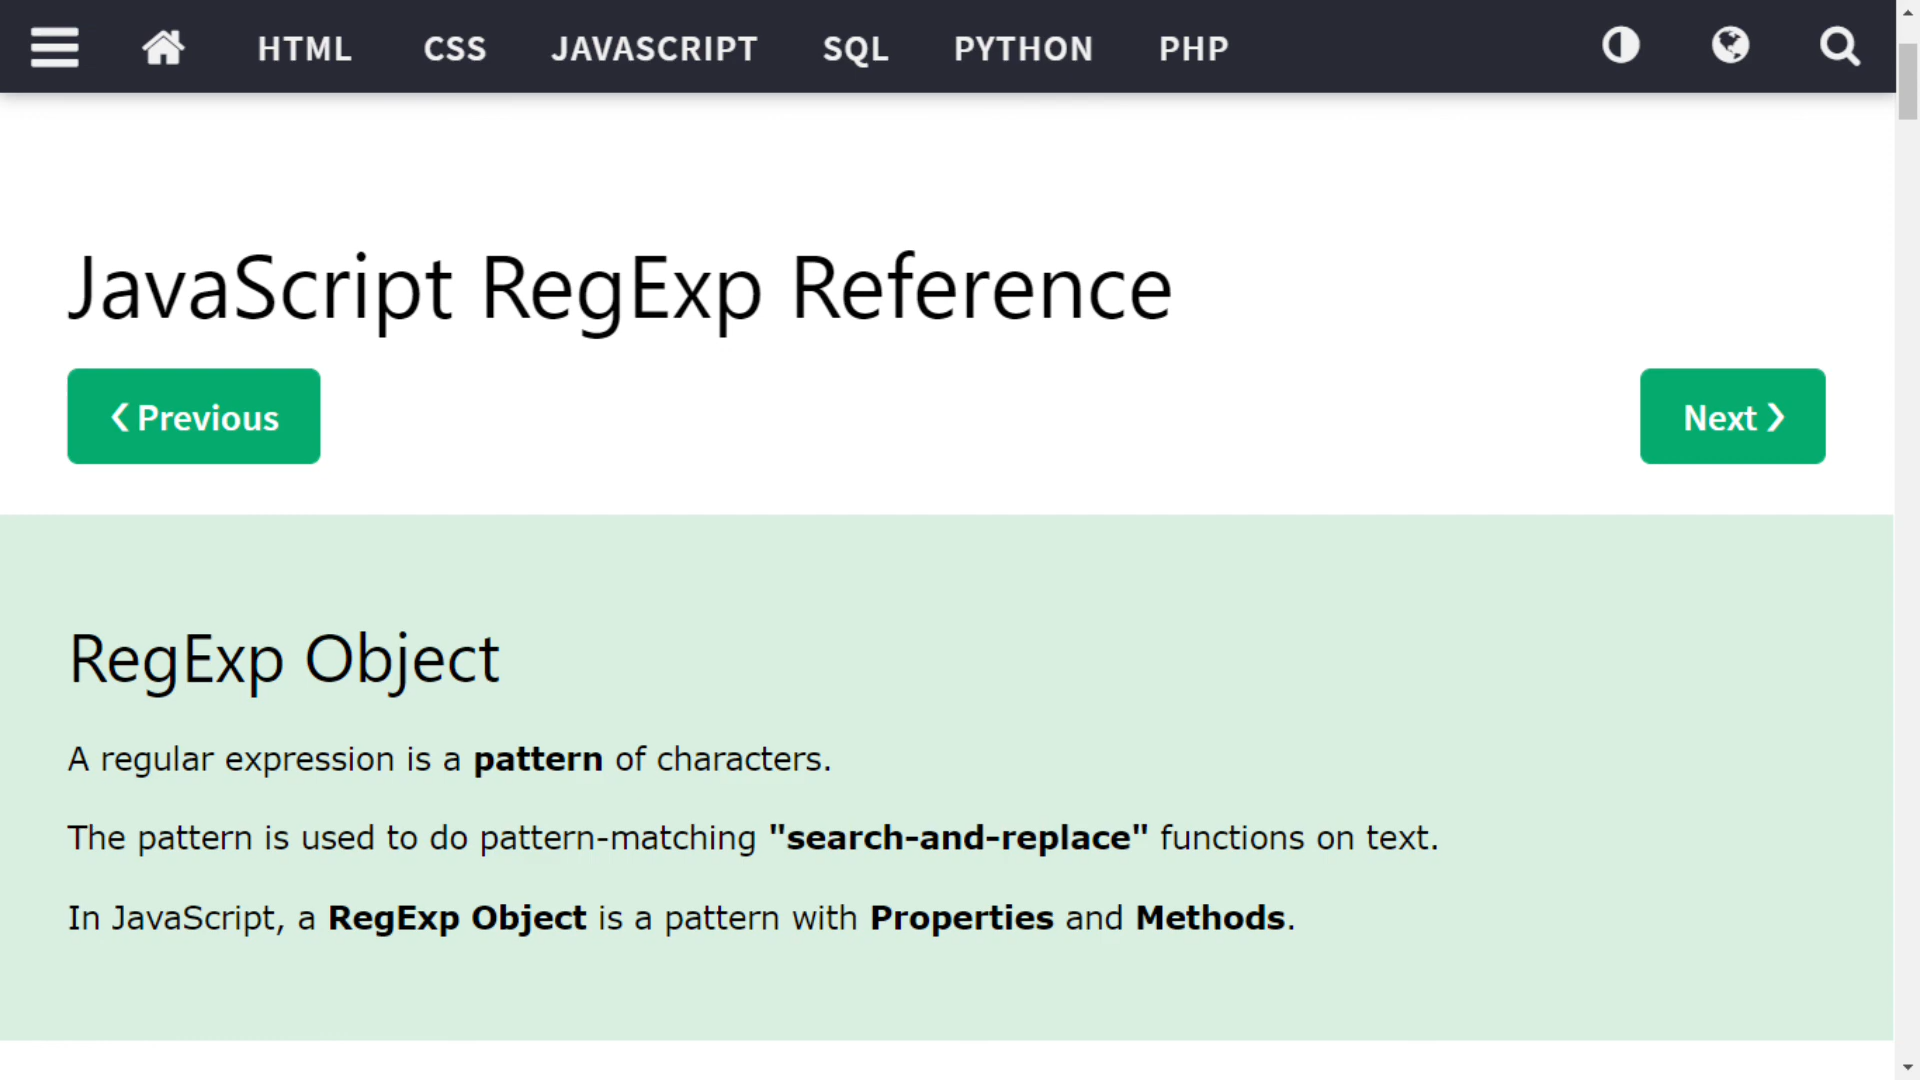 HTML CSS JAVASCRIPT SQL PYTHON PHP
JavaScript RegExp Reference
❮ Previous
Next ❯
RegExp Object
A regular expression is a pattern of characters.
The pattern is used to do pattern-matching "search-and-replace" functions on text.
In JavaScript, a RegExp Object is a pattern with Properties and Methods.